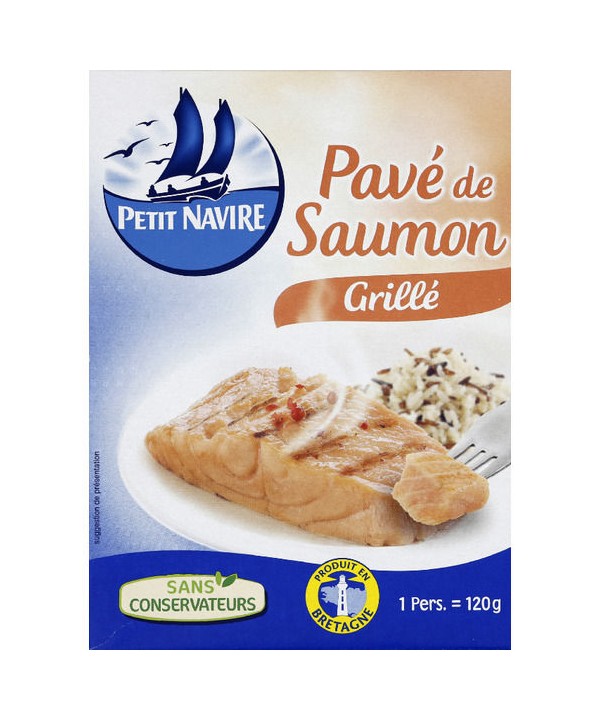 PETIT NAVIRE
Pavé de
Saumon
Grillé
suggestion de présentation
SANS
CONSERVATEURS
PRODUIT EN
BRETAGNE
1 Pers. = 120g